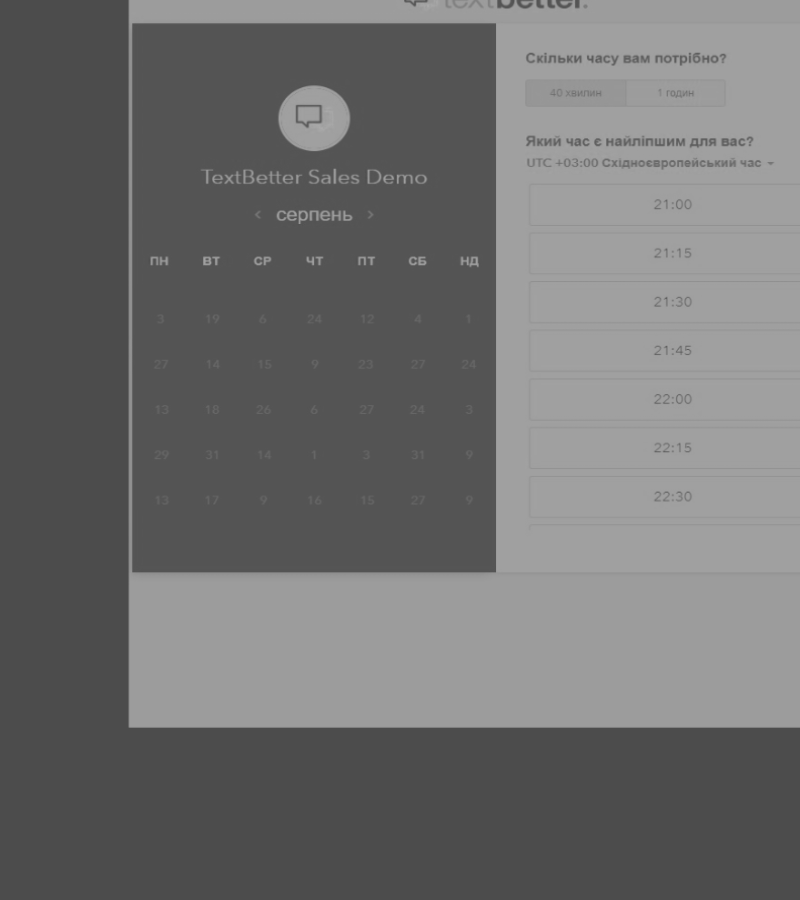 textbetter.
TextBetter Sales Demo
< серпень >
ПН ВТ СР ЧТ ПТ СБ НД
3 19 6 24 12 4 1
27 14 15 9 23 27 24
13 18 26 6 27 24 3
29 31 14 1 3 31 9
13 17 9 16 15 27 9
Скільки часу вам потрібно?
40 хвилин 1 годин
Який час є найліпшим для вас?
UTC +03:00 Східноєвропейський час
21:00
21:15
21:30
21:45
22:00
22:15
22:30